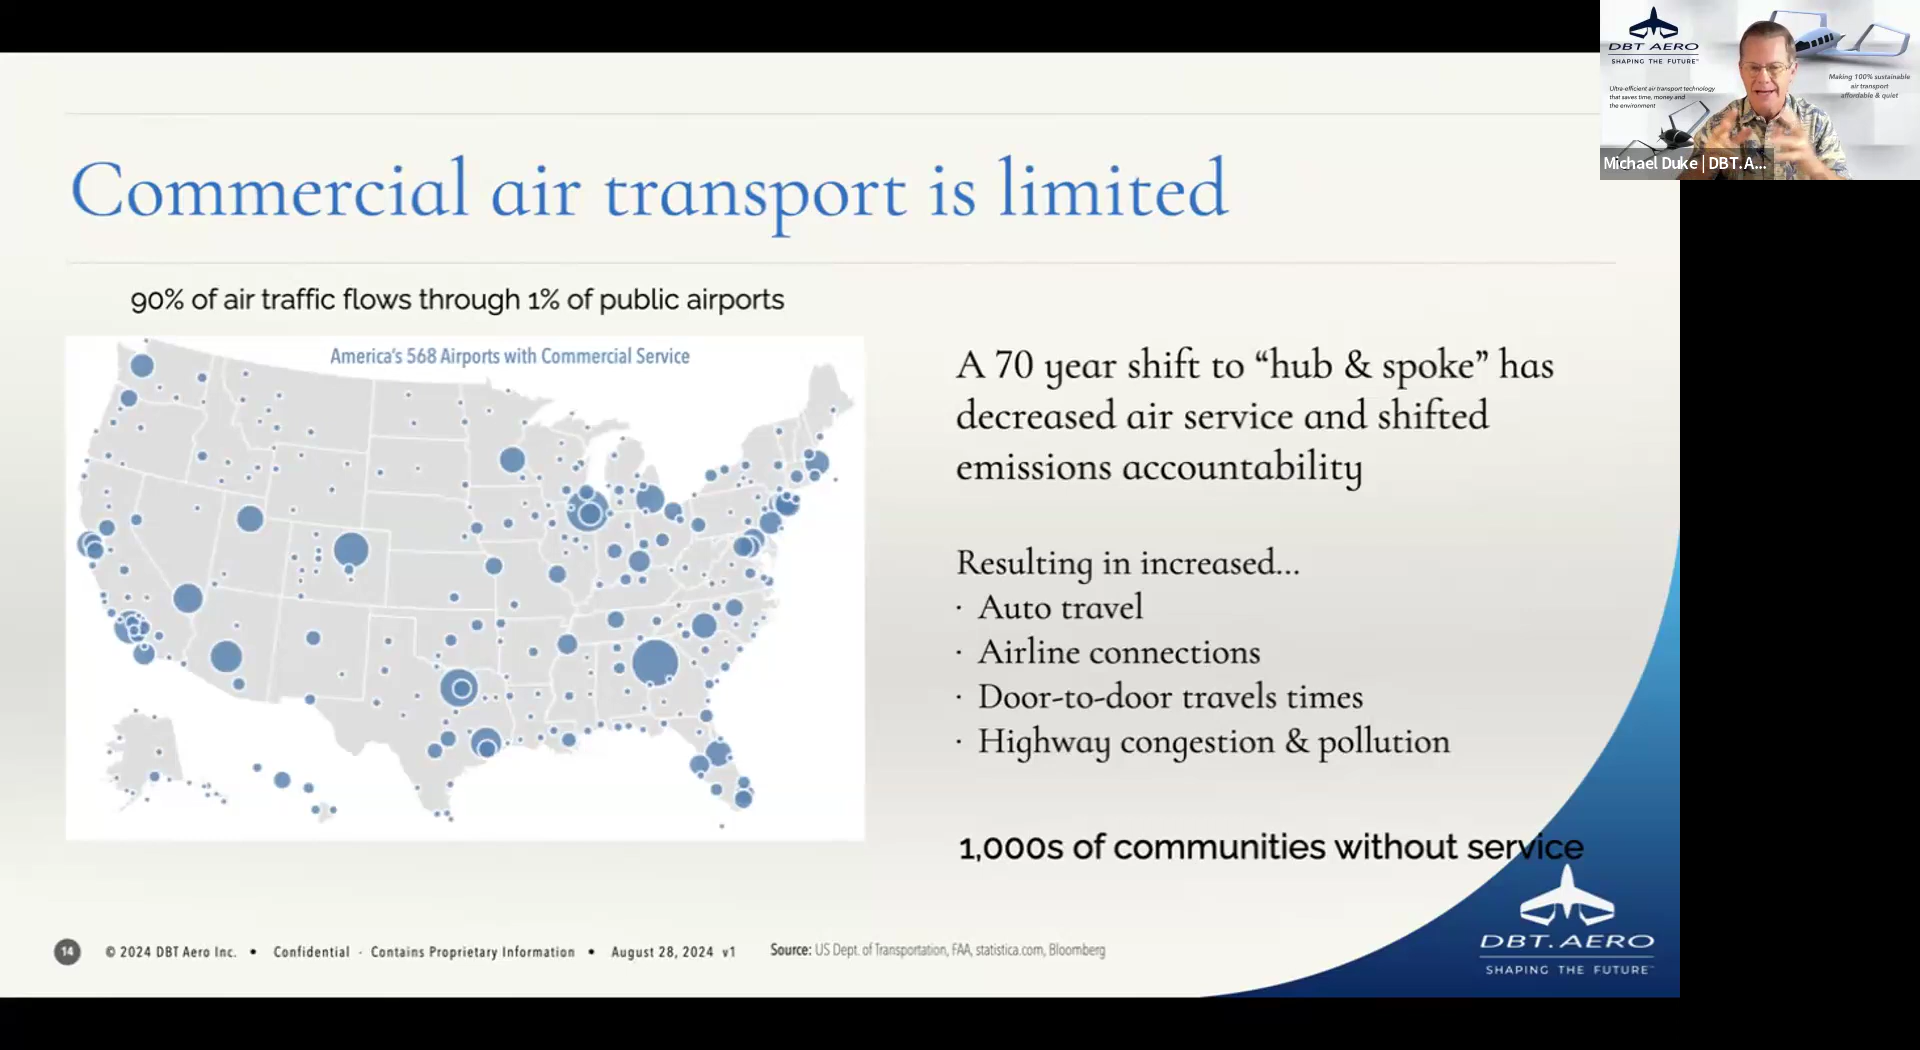 Commercial air transport is limited
90% of air traffic flows through 1% of public airports
America's 568 Airports with Commercial Service
A 70 year shift to “hub & spoke” has
decreased air service and shifted
emissions accountability
Resulting in increased...
· Auto travel
· Airline connections
· Door-to-door travels times
· Highway congestion & pollution
1,000s of communities without service
14 © 2024 DBT Aero Inc. • Confidential · Contains Proprietary Information • August 28, 2024 v1 Source: US Dept. of Transportation, FAA, statistica.com, Bloomberg
DBT.AERO
SHAPING THE FUTURE™
DBT AERO
SHAPING THE FUTURE™
Ultra-efficient air transport technology
that saves time, money and
the environment
Making 100% sustainable
air transport
affordable & quiet
Michael Duke | DBT.A...